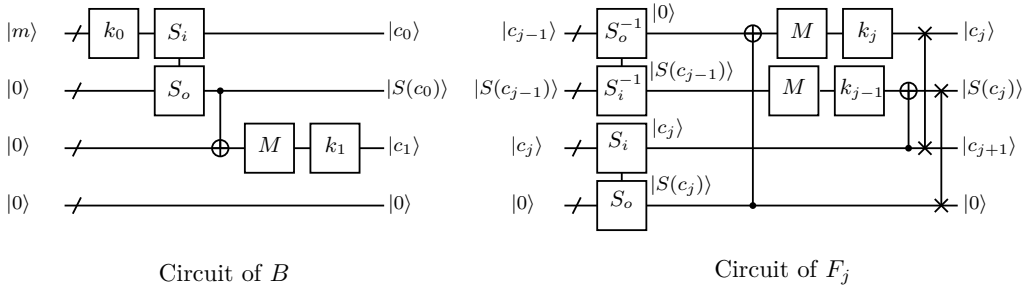 |m⟩ k₀ Sᵢ |c₀⟩
|0⟩ Sₒ |S(c₀)⟩
|0⟩ M k₁ |c₁⟩
|0⟩ |0⟩
Circuit of B
|cⱼ₋₁⟩ Sₒ⁻¹ |0⟩ M kⱼ |cⱼ⟩
|S(cⱼ₋₁)⟩ Sᵢ⁻¹ |S(cⱼ₋₁)⟩ M kⱼ₋₁ |S(cⱼ)⟩
|cⱼ⟩ Sᵢ |cⱼ⟩ |cⱼ₊₁⟩
|0⟩ Sₒ |S(cⱼ)⟩ |0⟩
Circuit of Fⱼ